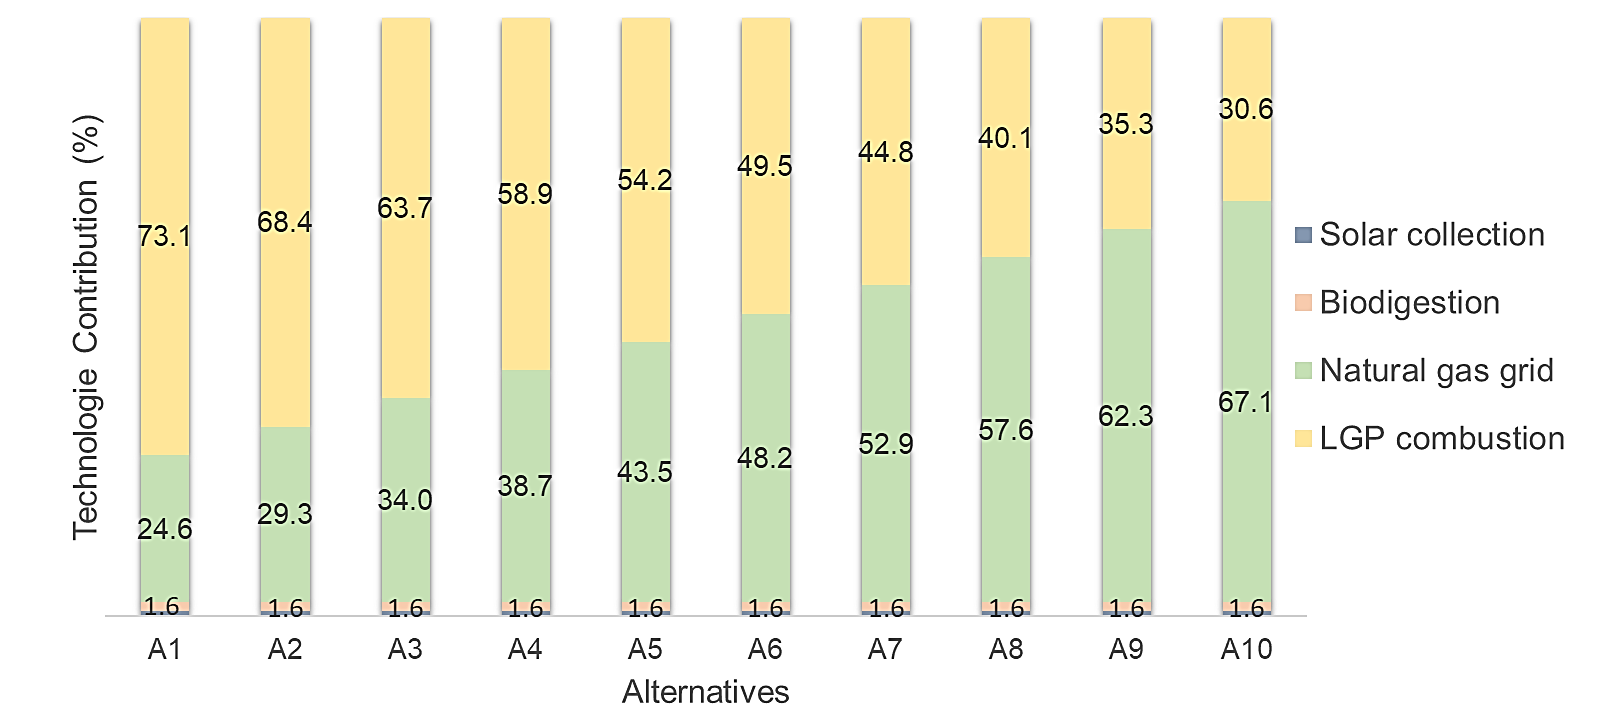 Technologie Contribution (%)
73.1 68.4 63.7 58.9 54.2 49.5 44.8 40.1 35.3 30.6
24.6 29.3 34.0 38.7 43.5 48.2 52.9 57.6 62.3 67.1
1.6 1.6 1.6 1.6 1.6 1.6 1.6 1.6 1.6 1.6
A1 A2 A3 A4 A5 A6 A7 A8 A9 A10
Alternatives
Solar collection
Biodigestion
Natural gas grid
LGP combustion